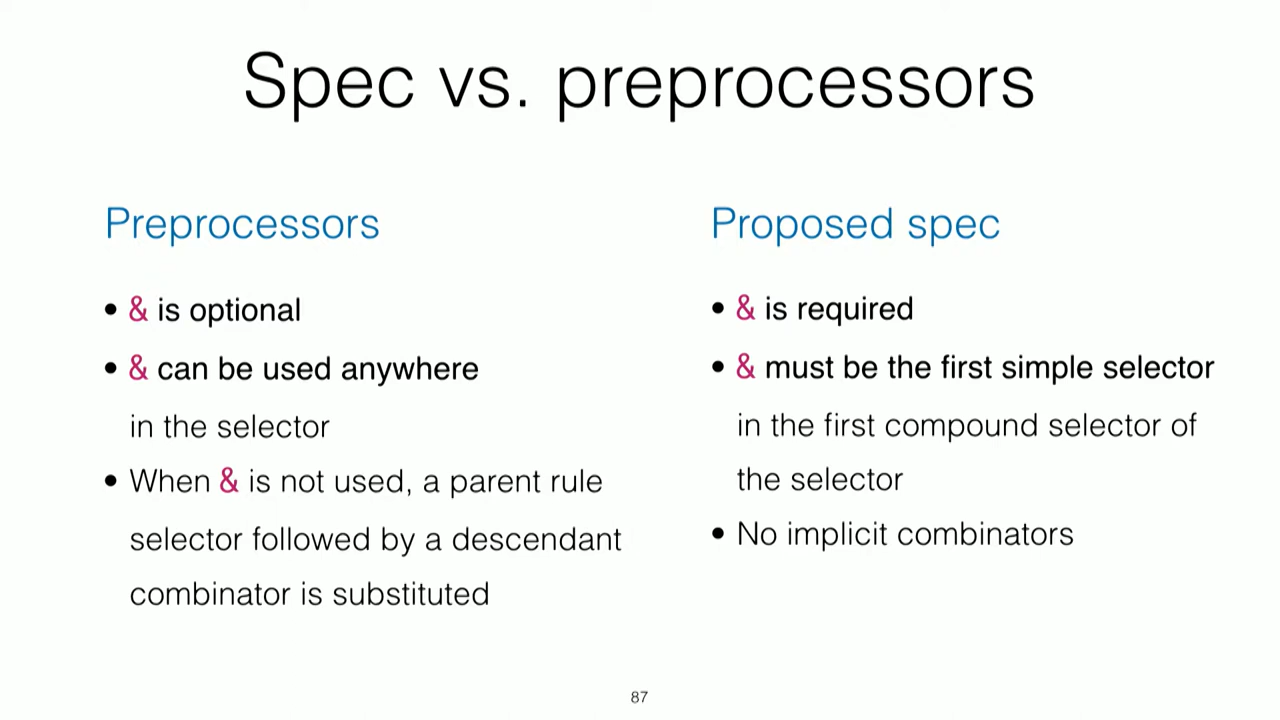 Spec vs. preprocessors
Preprocessors
• & is optional
• & can be used anywhere
in the selector
• When & is not used, a parent rule
selector followed by a descendant
combinator is substituted
Proposed spec
• & is required
• & must be the first simple selector
in the first compound selector of
the selector
• No implicit combinators
87